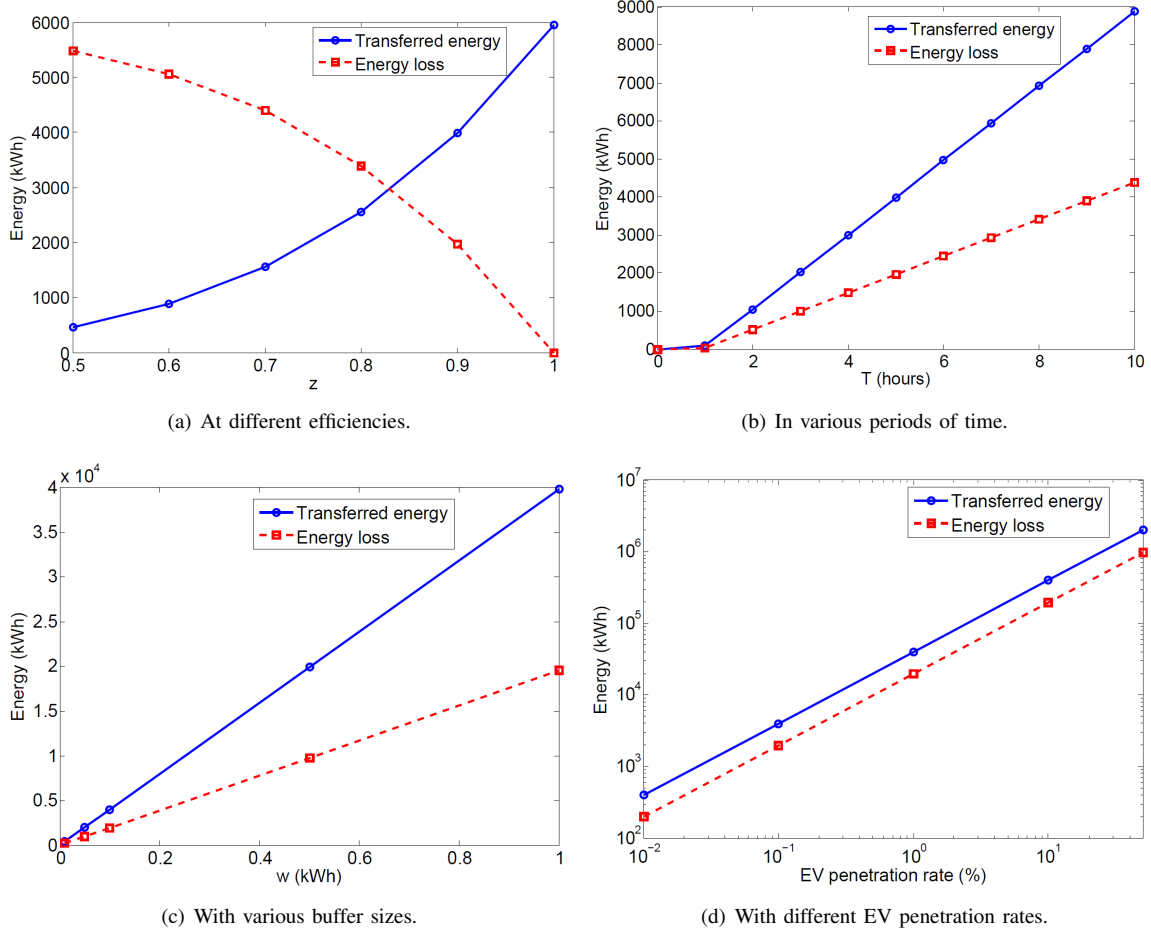 6000
5000
4000
3000
2000
1000
0
Energy (kWh)
Transferred energy
Energy loss
0.5 0.6 0.7 0.8 0.9 1
z
(a) At different efficiencies.
9000
8000
7000
6000
5000
4000
3000
2000
1000
0
Energy (kWh)
Transferred energy
Energy loss
0 2 4 6 8 10
T (hours)
(b) In various periods of time.
x 10^4
4
3.5
3
2.5
2
1.5
1
0.5
0
Energy (kWh)
Transferred energy
Energy loss
0 0.2 0.4 0.6 0.8 1
w (kWh)
(c) With various buffer sizes.
10^7
10^6
10^5
10^4
10^3
10^2
Energy (kWh)
Transferred energy
Energy loss
10^-2 10^-1 10^0 10^1
EV penetration rate (%)
(d) With different EV penetration rates.